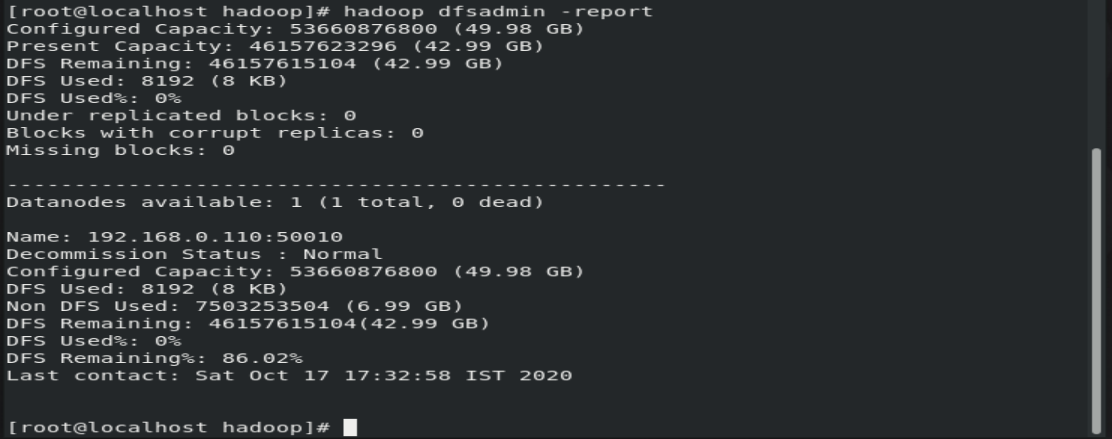 [root@localhost hadoop]# hadoop dfsadmin -report
Configured Capacity: 53660876800 (49.98 GB)
Present Capacity: 46157623296 (42.99 GB)
DFS Remaining: 46157615104 (42.99 GB)
DFS Used: 8192 (8 KB)
DFS Used%: 0%
Under replicated blocks: 0
Blocks with corrupt replicas: 0
Missing blocks: 0
-------------------------------------------------
Datanodes available: 1 (1 total, 0 dead)
Name: 192.168.0.110:50010
Decommission Status : Normal
Configured Capacity: 53660876800 (49.98 GB)
DFS Used: 8192 (8 KB)
Non DFS Used: 7503253504 (6.99 GB)
DFS Remaining: 46157615104(42.99 GB)
DFS Used%: 0%
DFS Remaining%: 86.02%
Last contact: Sat Oct 17 17:32:58 IST 2020
[root@localhost hadoop]#